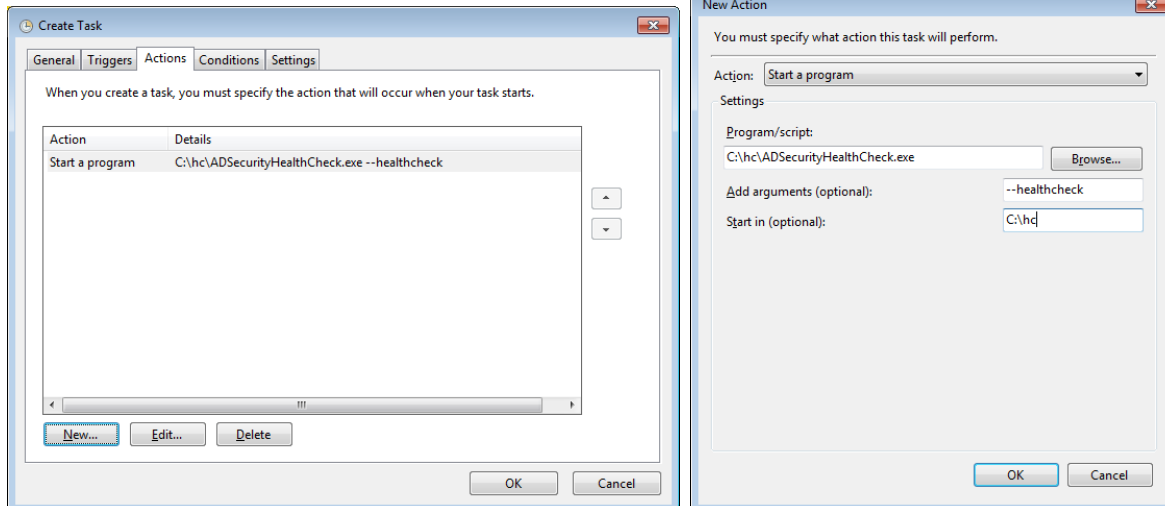 Create Task
General Triggers Actions Conditions Settings
When you create a task, you must specify the action that will occur when your task starts.
Action Details
Start a program C:\hc\ADSecurityHealthCheck.exe --healthcheck
New... Edit... Delete
OK Cancel
New Action
You must specify what action this task will perform.
Action: Start a program
Settings
Program/script:
C:\hc\ADSecurityHealthCheck.exe Browse...
Add arguments (optional): --healthcheck
Start in (optional): C:\hc
OK Cancel